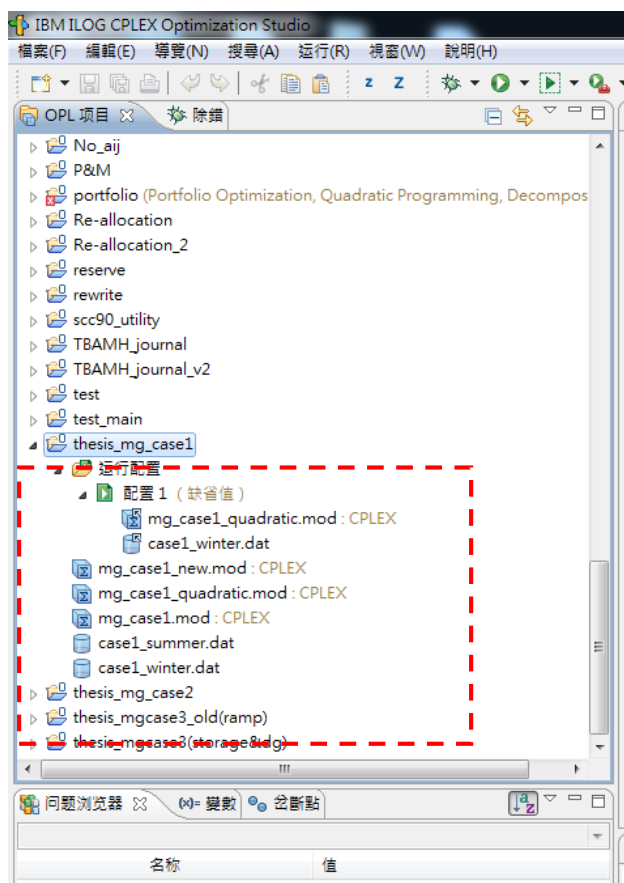 IBM ILOG CPLEX Optimization Studio
檔案(F) 編輯(E) 導覽(N) 搜尋(A) 运行(R) 視窗(W) 說明(H)
OPL 项目 除錯
No_aij
P&M
portfolio (Portfolio Optimization, Quadratic Programming, Decompos
Re-allocation
Re-allocation_2
reserve
rewrite
scc90_utility
TBAMH_journal
TBAMH_journal_v2
test
test_main
thesis_mg_case1
运行配置
配置 1 ( 缺省值 )
mg_case1_quadratic.mod : CPLEX
case1_winter.dat
mg_case1_new.mod : CPLEX
mg_case1_quadratic.mod : CPLEX
mg_case1.mod : CPLEX
case1_summer.dat
case1_winter.dat
thesis_mg_case2
thesis_mgcase3_old(ramp)
thesis_mgcase3(storage&dg)
问题浏览器 (x)= 變數 岔斷點
名称 值